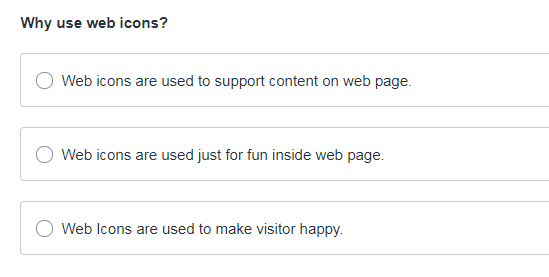 Why use web icons?
Web icons are used to support content on web page.
Web icons are used just for fun inside web page.
Web Icons are used to make visitor happy.